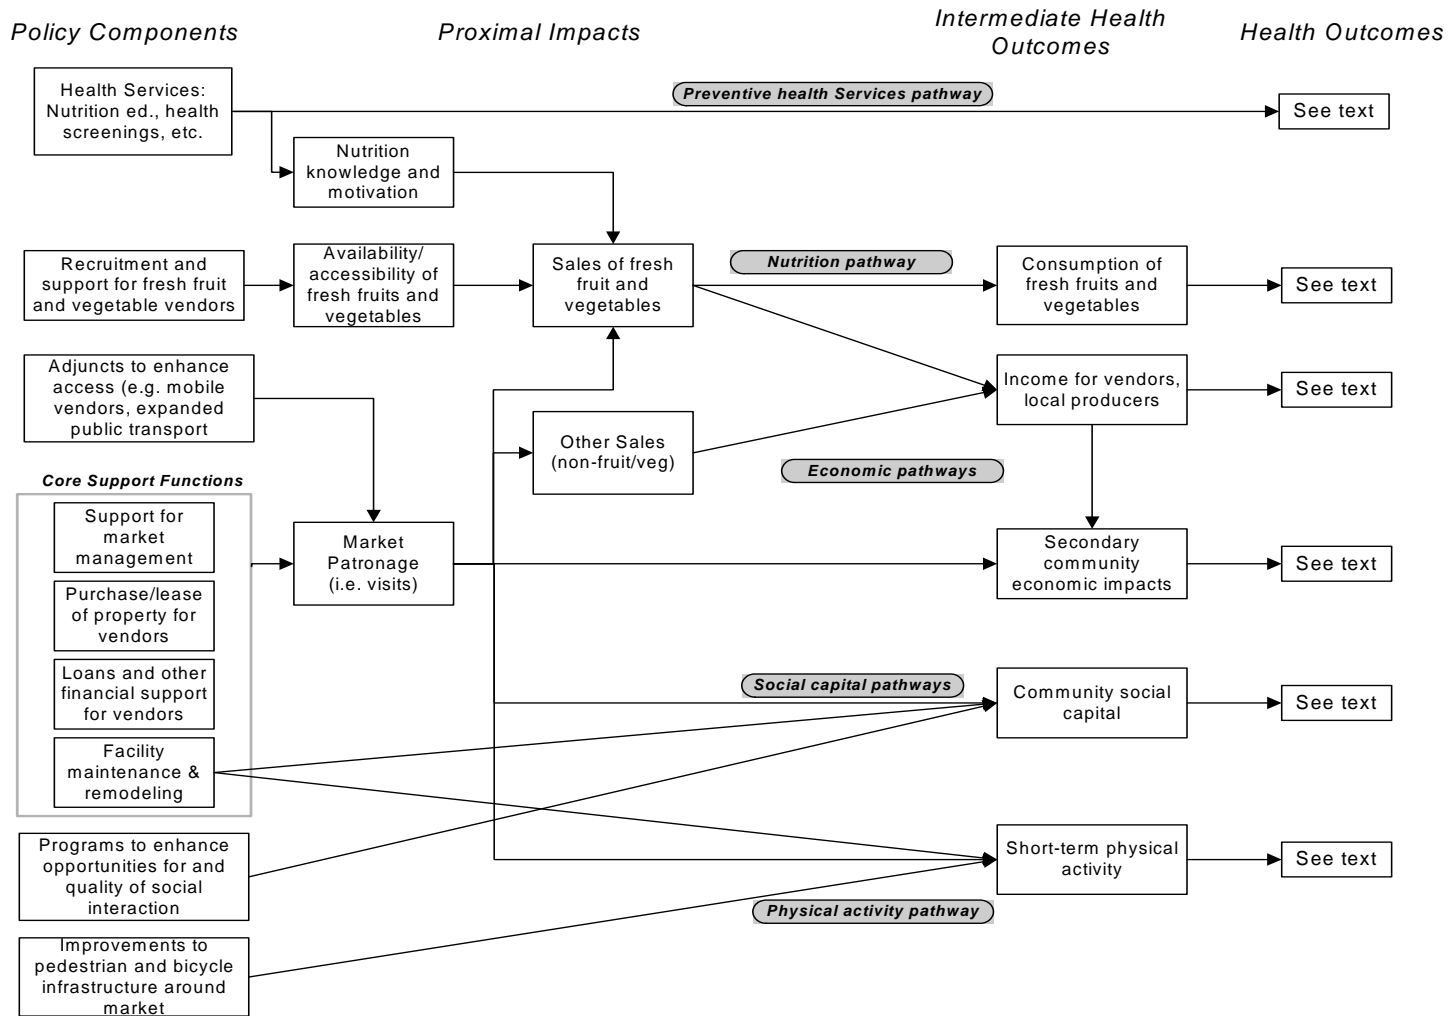 Policy Components
Proximal Impacts
Intermediate Health
Outcomes
Health Outcomes
Health Services:
Nutrition ed., health
screenings, etc.
Preventive health Services pathway
See text
Nutrition
knowledge and
motivation
Recruitment and
support for fresh fruit
and vegetable vendors
Availability/
accessibility of
fresh fruits and
vegetables
Sales of fresh
fruit and
vegetables
Nutrition pathway
Consumption of
fresh fruits and
vegetables
See text
Adjuncts to enhance
access (e.g. mobile
vendors, expanded
public transport
Income for vendors,
local producers
See text
Other Sales
(non-fruit/veg)
Economic pathways
Core Support Functions
Support for
market
management
Market
Patronage
(i.e. visits)
Secondary
community
economic impacts
See text
Purchase/lease
of property for
vendors
Loans and other
financial support
for vendors
Social capital pathways
Community social
capital
See text
Facility
maintenance &
remodeling
Programs to enhance
opportunities for and
quality of social
interaction
Short-term physical
activity
See text
Physical activity pathway
Improvements to
pedestrian and bicycle
infrastructure around
market